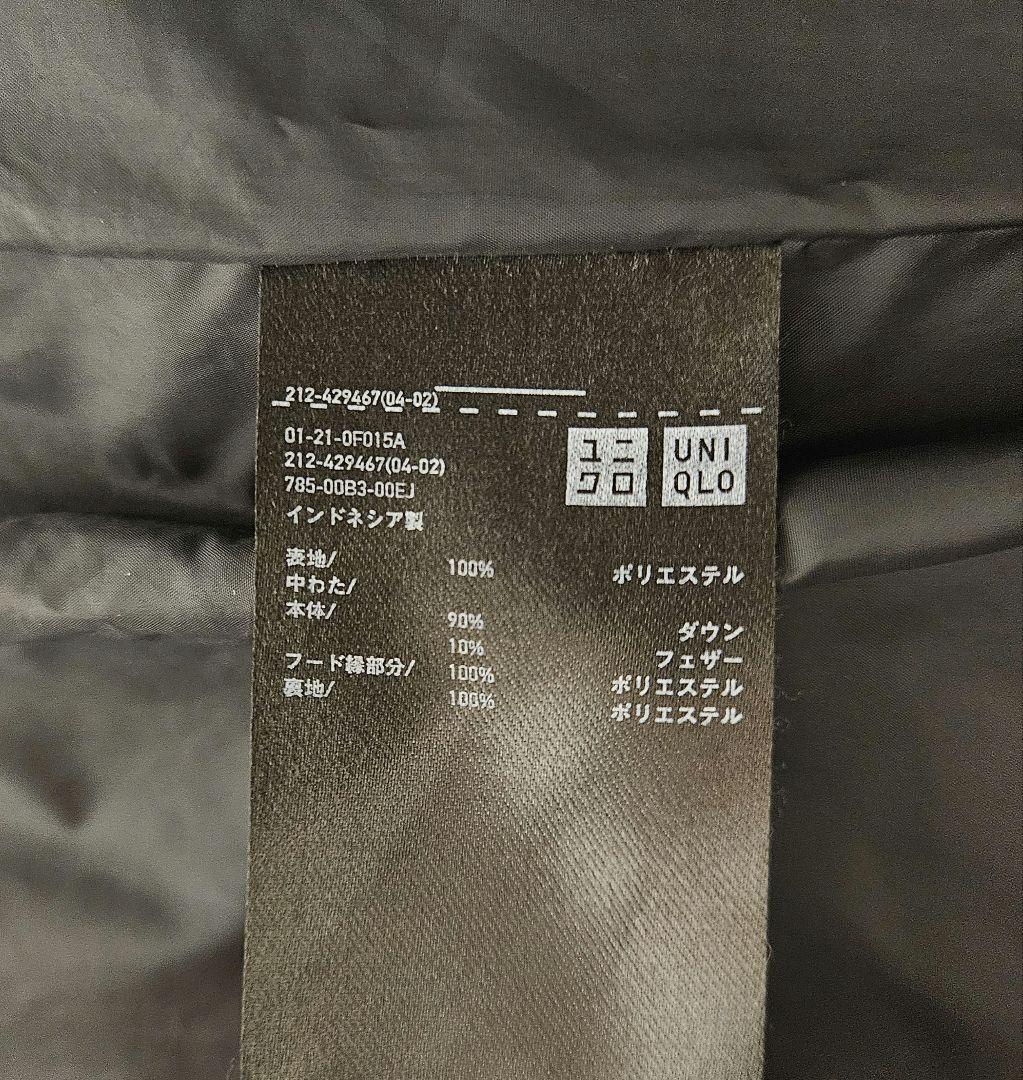 212-429467(04-02)
01-21-0F015A
212-429467(04-02)
785-00B3-00EJ
インドネシア製
ユニ
クロ
UNI
QLO
表地/ 100% ポリエステル
中わた/
本体/ 90% ダウン
10% フェザー
フード縁部分/ 100% ポリエステル
裏地/ 100% ポリエステル